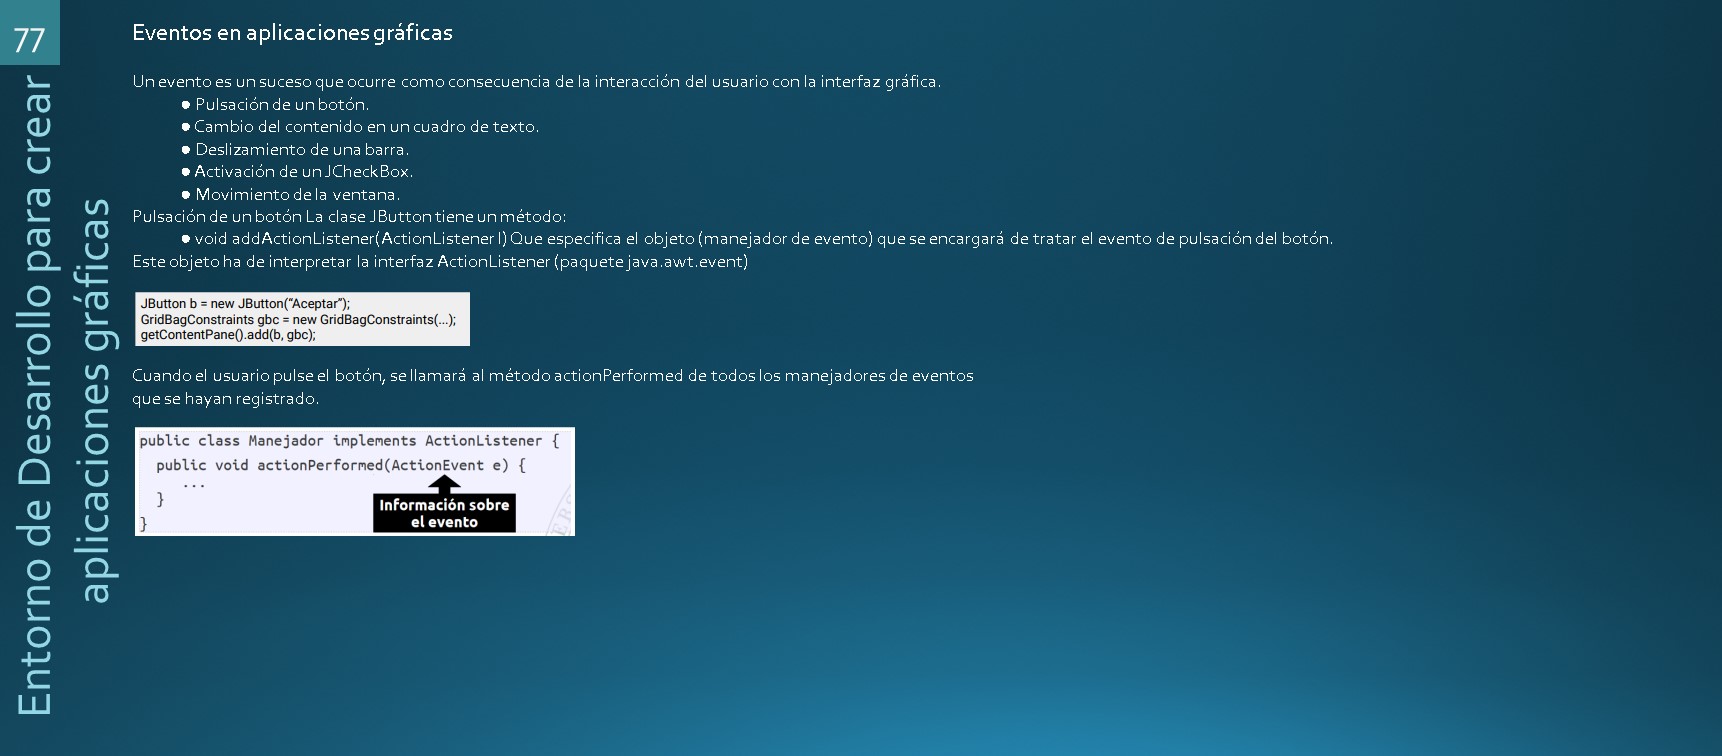 77
Entorno de Desarrollo para crear
aplicaciones gráficas
Eventos en aplicaciones gráficas
Un evento es un suceso que ocurre como consecuencia de la interacción del usuario con la interfaz gráfica.
● Pulsación de un botón.
● Cambio del contenido en un cuadro de texto.
● Deslizamiento de una barra.
● Activación de un JCheckBox.
● Movimiento de la ventana.
Pulsación de un botón La clase JButton tiene un método:
● void addActionListener(ActionListener l) Que especifica el objeto (manejador de evento) que se encargará de tratar el evento de pulsación del botón.
Este objeto ha de interpretar la interfaz ActionListener (paquete java.awt.event)
JButton b = new JButton(“Aceptar”);
GridBagConstraints gbc = new GridBagConstraints(...);
getContentPane().add(b, gbc);
Cuando el usuario pulse el botón, se llamará al método actionPerformed de todos los manejadores de eventos
que se hayan registrado.
public class Manejador implements ActionListener {
public void actionPerformed(ActionEvent e) {
...
}
}
Información sobre
el evento